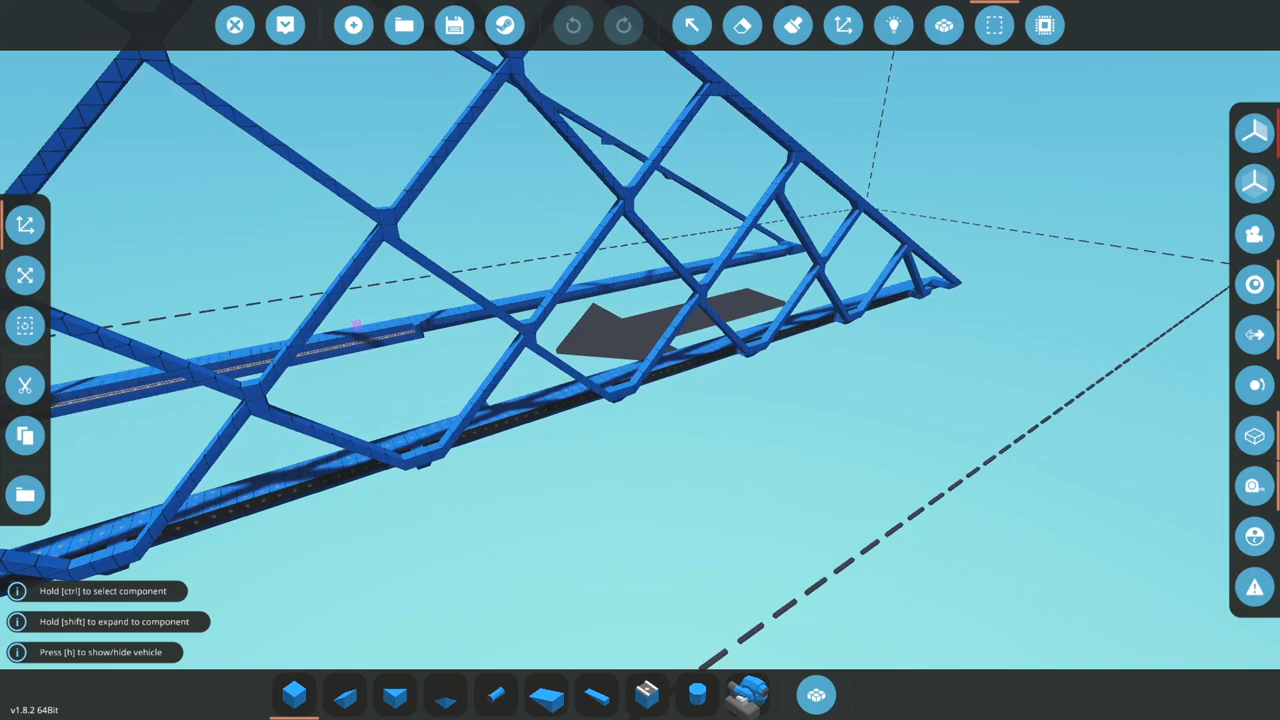 Hold [ctrl] to select component
Hold [shift] to expand to component
Press [h] to show/hide vehicle
v1.8.2 64Bit